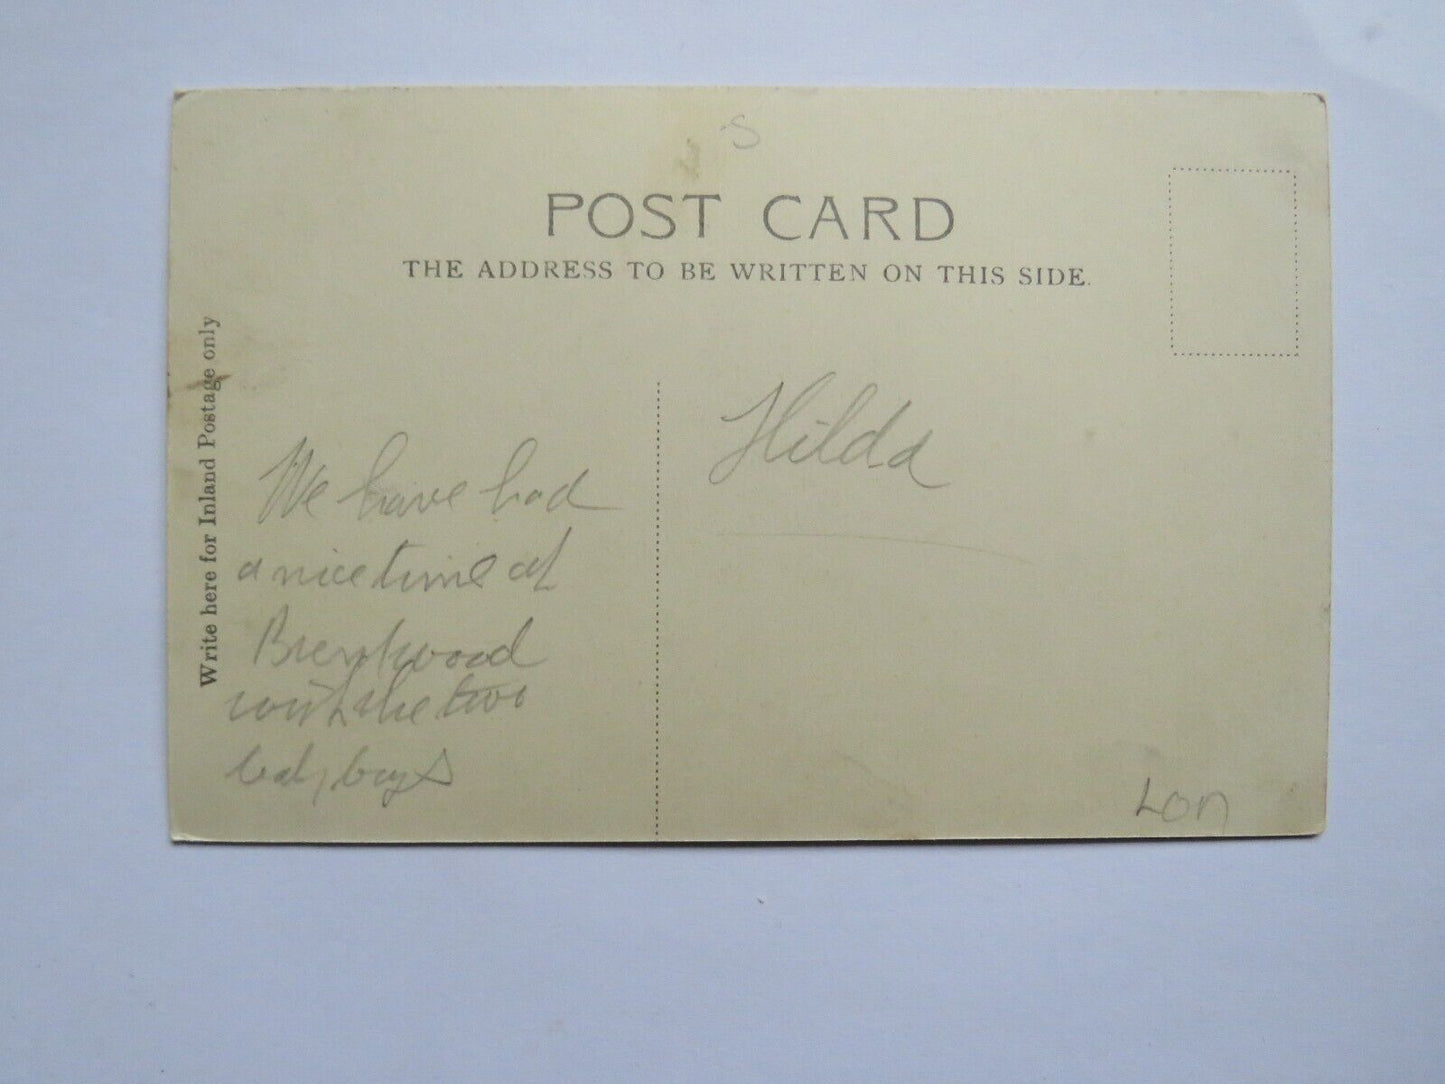 S
POST CARD
THE ADDRESS TO BE WRITTEN ON THIS SIDE.
Write here for Inland Postage only
We have had
a nice time at
Brentwood
with the two
baby boys
Hilda
Lon